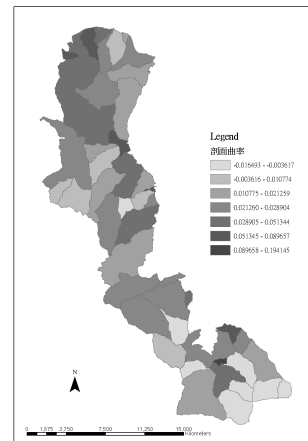 Legend
剖面曲率
-0.016493 - -0.003617
-0.003616 - 0.010774
0.010775 - 0.021259
0.021260 - 0.028904
0.028905 - 0.051344
0.051345 - 0.089657
0.089658 - 0.194145
N
0 1,875 3,750 7,500 11,250 15,000
Kilometers